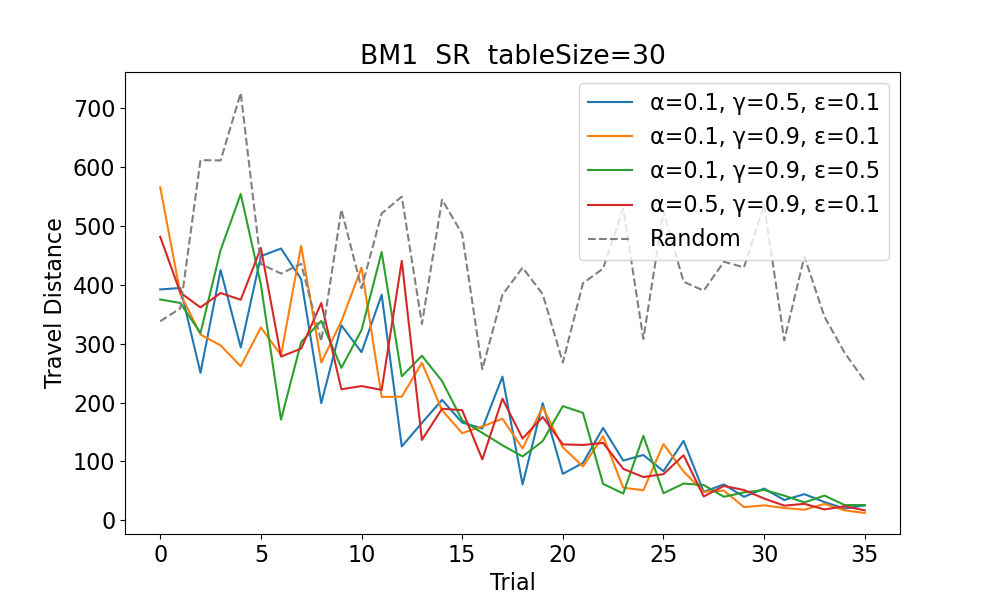 BM1 SR tableSize=30
700
600
500
400
300
200
100
0
Travel Distance
α=0.1, γ=0.5, ε=0.1
α=0.1, γ=0.9, ε=0.1
α=0.1, γ=0.9, ε=0.5
α=0.5, γ=0.9, ε=0.1
Random
0 5 10 15 20 25 30 35
Trial